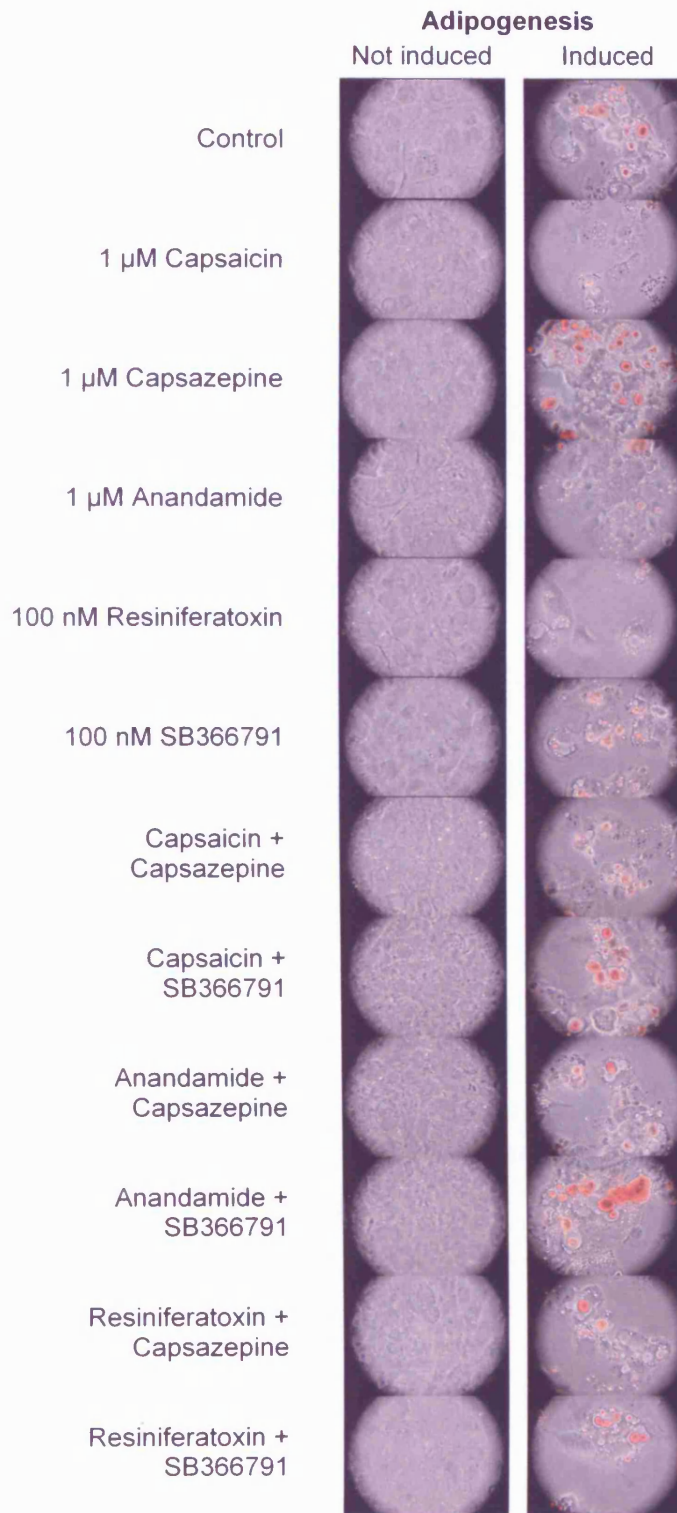 Adipogenesis
Not induced Induced
Control
1 µM Capsaicin
1 µM Capsazepine
1 µM Anandamide
100 nM Resiniferatoxin
100 nM SB366791
Capsaicin +
Capsazepine
Capsaicin +
SB366791
Anandamide +
Capsazepine
Anandamide +
SB366791
Resiniferatoxin +
Capsazepine
Resiniferatoxin +
SB366791